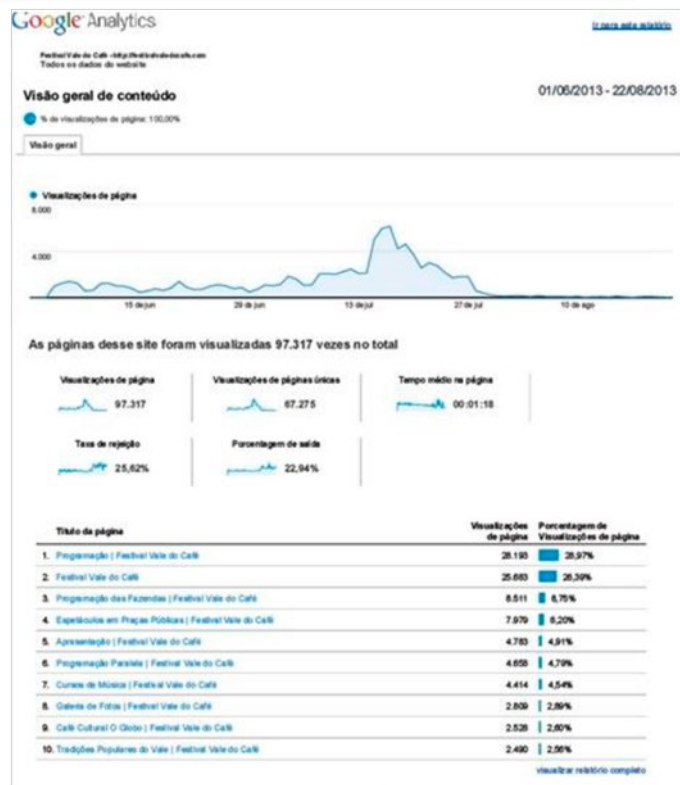 Google Analytics
Ir para este relatório
Festival Vale do Café - http://festivalvaledocafe.com
Todos os dados do website
Visão geral de conteúdo
01/06/2013 - 22/08/2013
% de visualizações de página: 100,00%
Visão geral
Visualizações de página
8.000
4.000
15 de jun 29 de jun 13 de jul 27 de jul 10 de ago
As páginas desse site foram visualizadas 97.317 vezes no total
Visualizações de página Visualizações de páginas únicas Tempo médio na página
97.317 67.275 00:01:18
Taxa de rejeição Porcentagem de saída
25,62% 22,94%
Título da página Visualizações de página Porcentagem de Visualizações de página
1. Programação | Festival Vale do Café 28.193 28,97%
2. Festival Vale do Café 25.683 26,39%
3. Programação das Fazendas | Festival Vale do Café 8,75%
4. Espetáculos em Praças Públicas | Festival Vale do Café 7.979 8,20%
5. Apresentação | Festival Vale do Café 4.783 4,91%
6. Programação Paralela | Festival Vale do Café 4.658 4,79%
7. Cursos de Música | Festival Vale do Café 4.414 4,54%
8. Galeria de Fotos | Festival Vale do Café 2.809 2,89%
9. Café Cultural O Globo | Festival Vale do Café 2.528 2,60%
10. Tradições Populares do Vale | Festival Vale do Café 2.490 2,56%
visualizar relatório completo